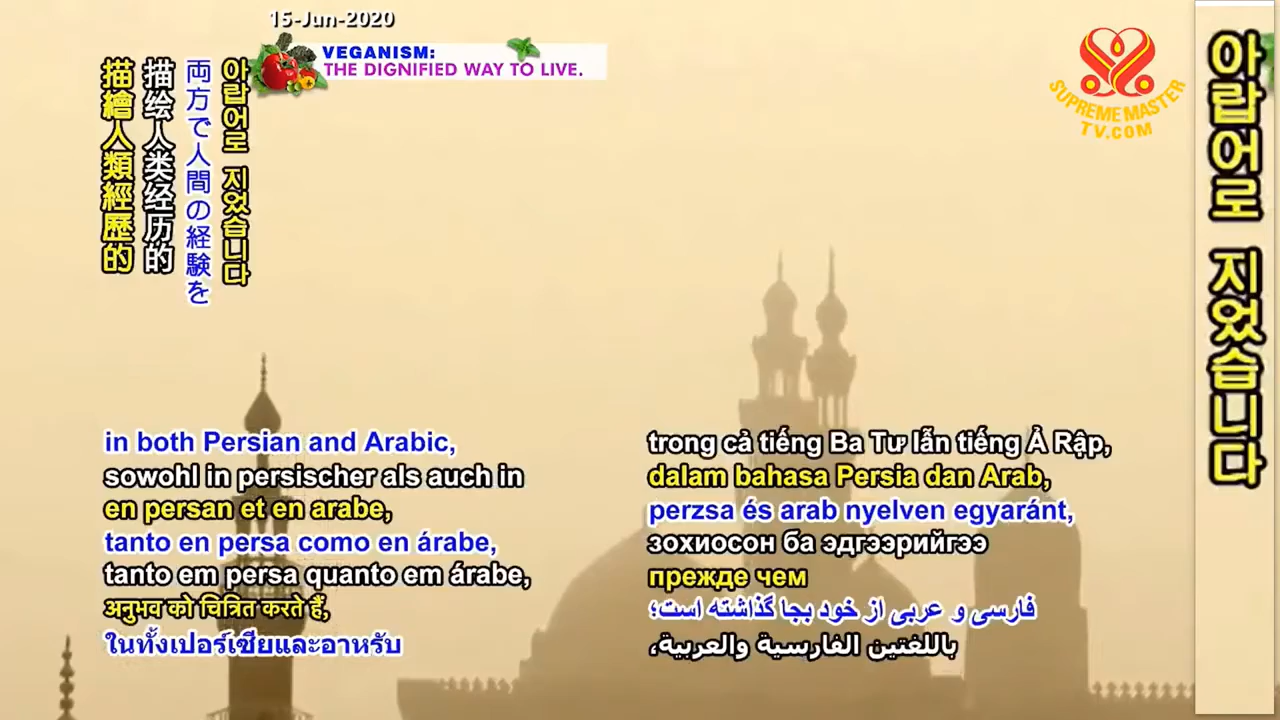 15-Jun-2020
VEGANISM:
THE DIGNIFIED WAY TO LIVE.
SUPREME MASTER
TV.COM
아랍어로 지었습니다
両方で人間の経験を
描绘人类经历的
描繪人類經歷的
아랍어로 지었습니다
in both Persian and Arabic,
sowohl in persischer als auch in
en persan et en arabe,
tanto en persa como en árabe,
tanto em persa quanto em árabe,
अनुभव को चित्रित करते हैं,
ในทั้งเปอร์เซียและอาหรับ
trong cả tiếng Ba Tư lẫn tiếng Ả Rập,
dalam bahasa Persia dan Arab,
perzsa és arab nyelven egyaránt,
зохиосон ба эдгээрийгээ
прежде чем
فارسی و عربی از خود بجا گذاشته است؛
باللغتين الفارسية والعربية،